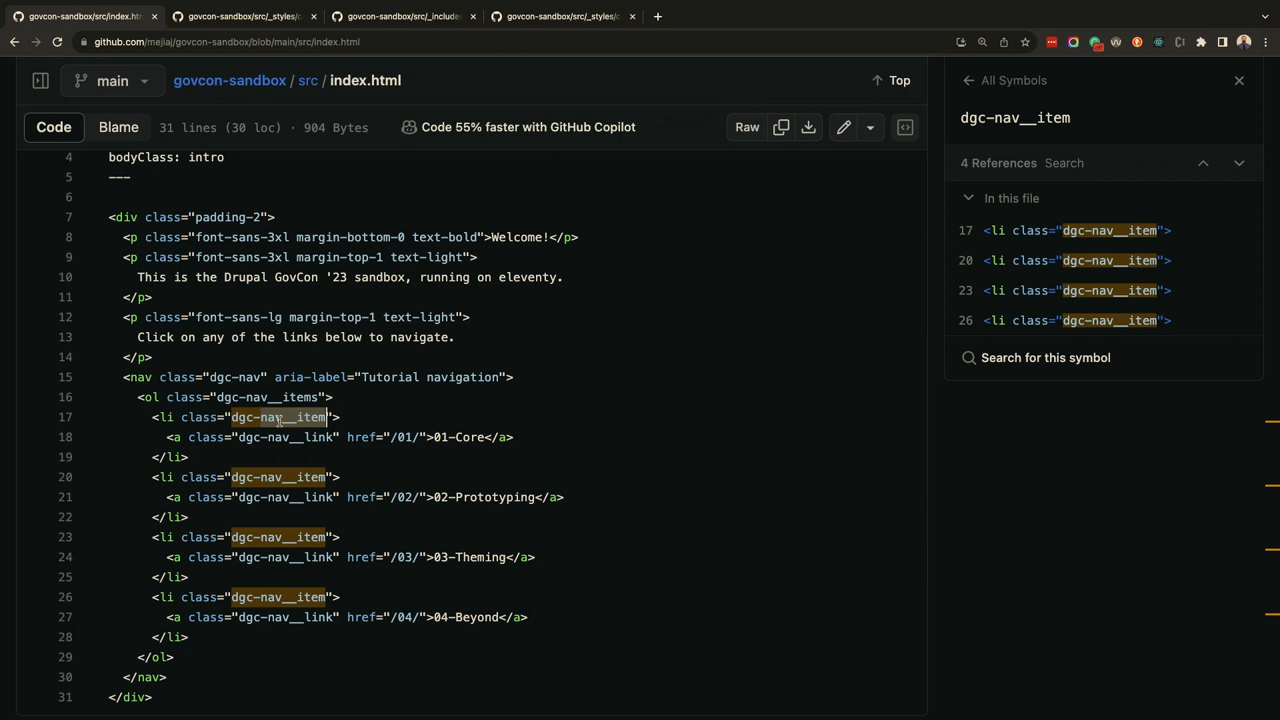 govcon-sandbox/src/index.htm
govcon-sandbox/src/_styles/c
govcon-sandbox/src/_include
govcon-sandbox/src/_styles/c
github.com/mejiaj/govcon-sandbox/blob/main/src/index.html
main
govcon-sandbox / src / index.html
Top
Code
Blame
31 lines (30 loc) · 904 Bytes
Code 55% faster with GitHub Copilot
Raw
4 bodyClass: intro
5 ---
6
7 <div class="padding-2">
8 <p class="font-sans-3xl margin-bottom-0 text-bold">Welcome!</p>
9 <p class="font-sans-3xl margin-top-1 text-light">
10 This is the Drupal GovCon '23 sandbox, running on eleventy.
11 </p>
12 <p class="font-sans-lg margin-top-1 text-light">
13 Click on any of the links below to navigate.
14 </p>
15 <nav class="dgc-nav" aria-label="Tutorial navigation">
16 <ol class="dgc-nav__items">
17 <li class="dgc-nav__item">
18 <a class="dgc-nav__link" href="/01/">01-Core</a>
19 </li>
20 <li class="dgc-nav__item">
21 <a class="dgc-nav__link" href="/02/">02-Prototyping</a>
22 </li>
23 <li class="dgc-nav__item">
24 <a class="dgc-nav__link" href="/03/">03-Theming</a>
25 </li>
26 <li class="dgc-nav__item">
27 <a class="dgc-nav__link" href="/04/">04-Beyond</a>
28 </li>
29 </ol>
30 </nav>
31 </div>
All Symbols
dgc-nav__item
4 References Search
In this file
17 <li class="dgc-nav__item">
20 <li class="dgc-nav__item">
23 <li class="dgc-nav__item">
26 <li class="dgc-nav__item">
Search for this symbol